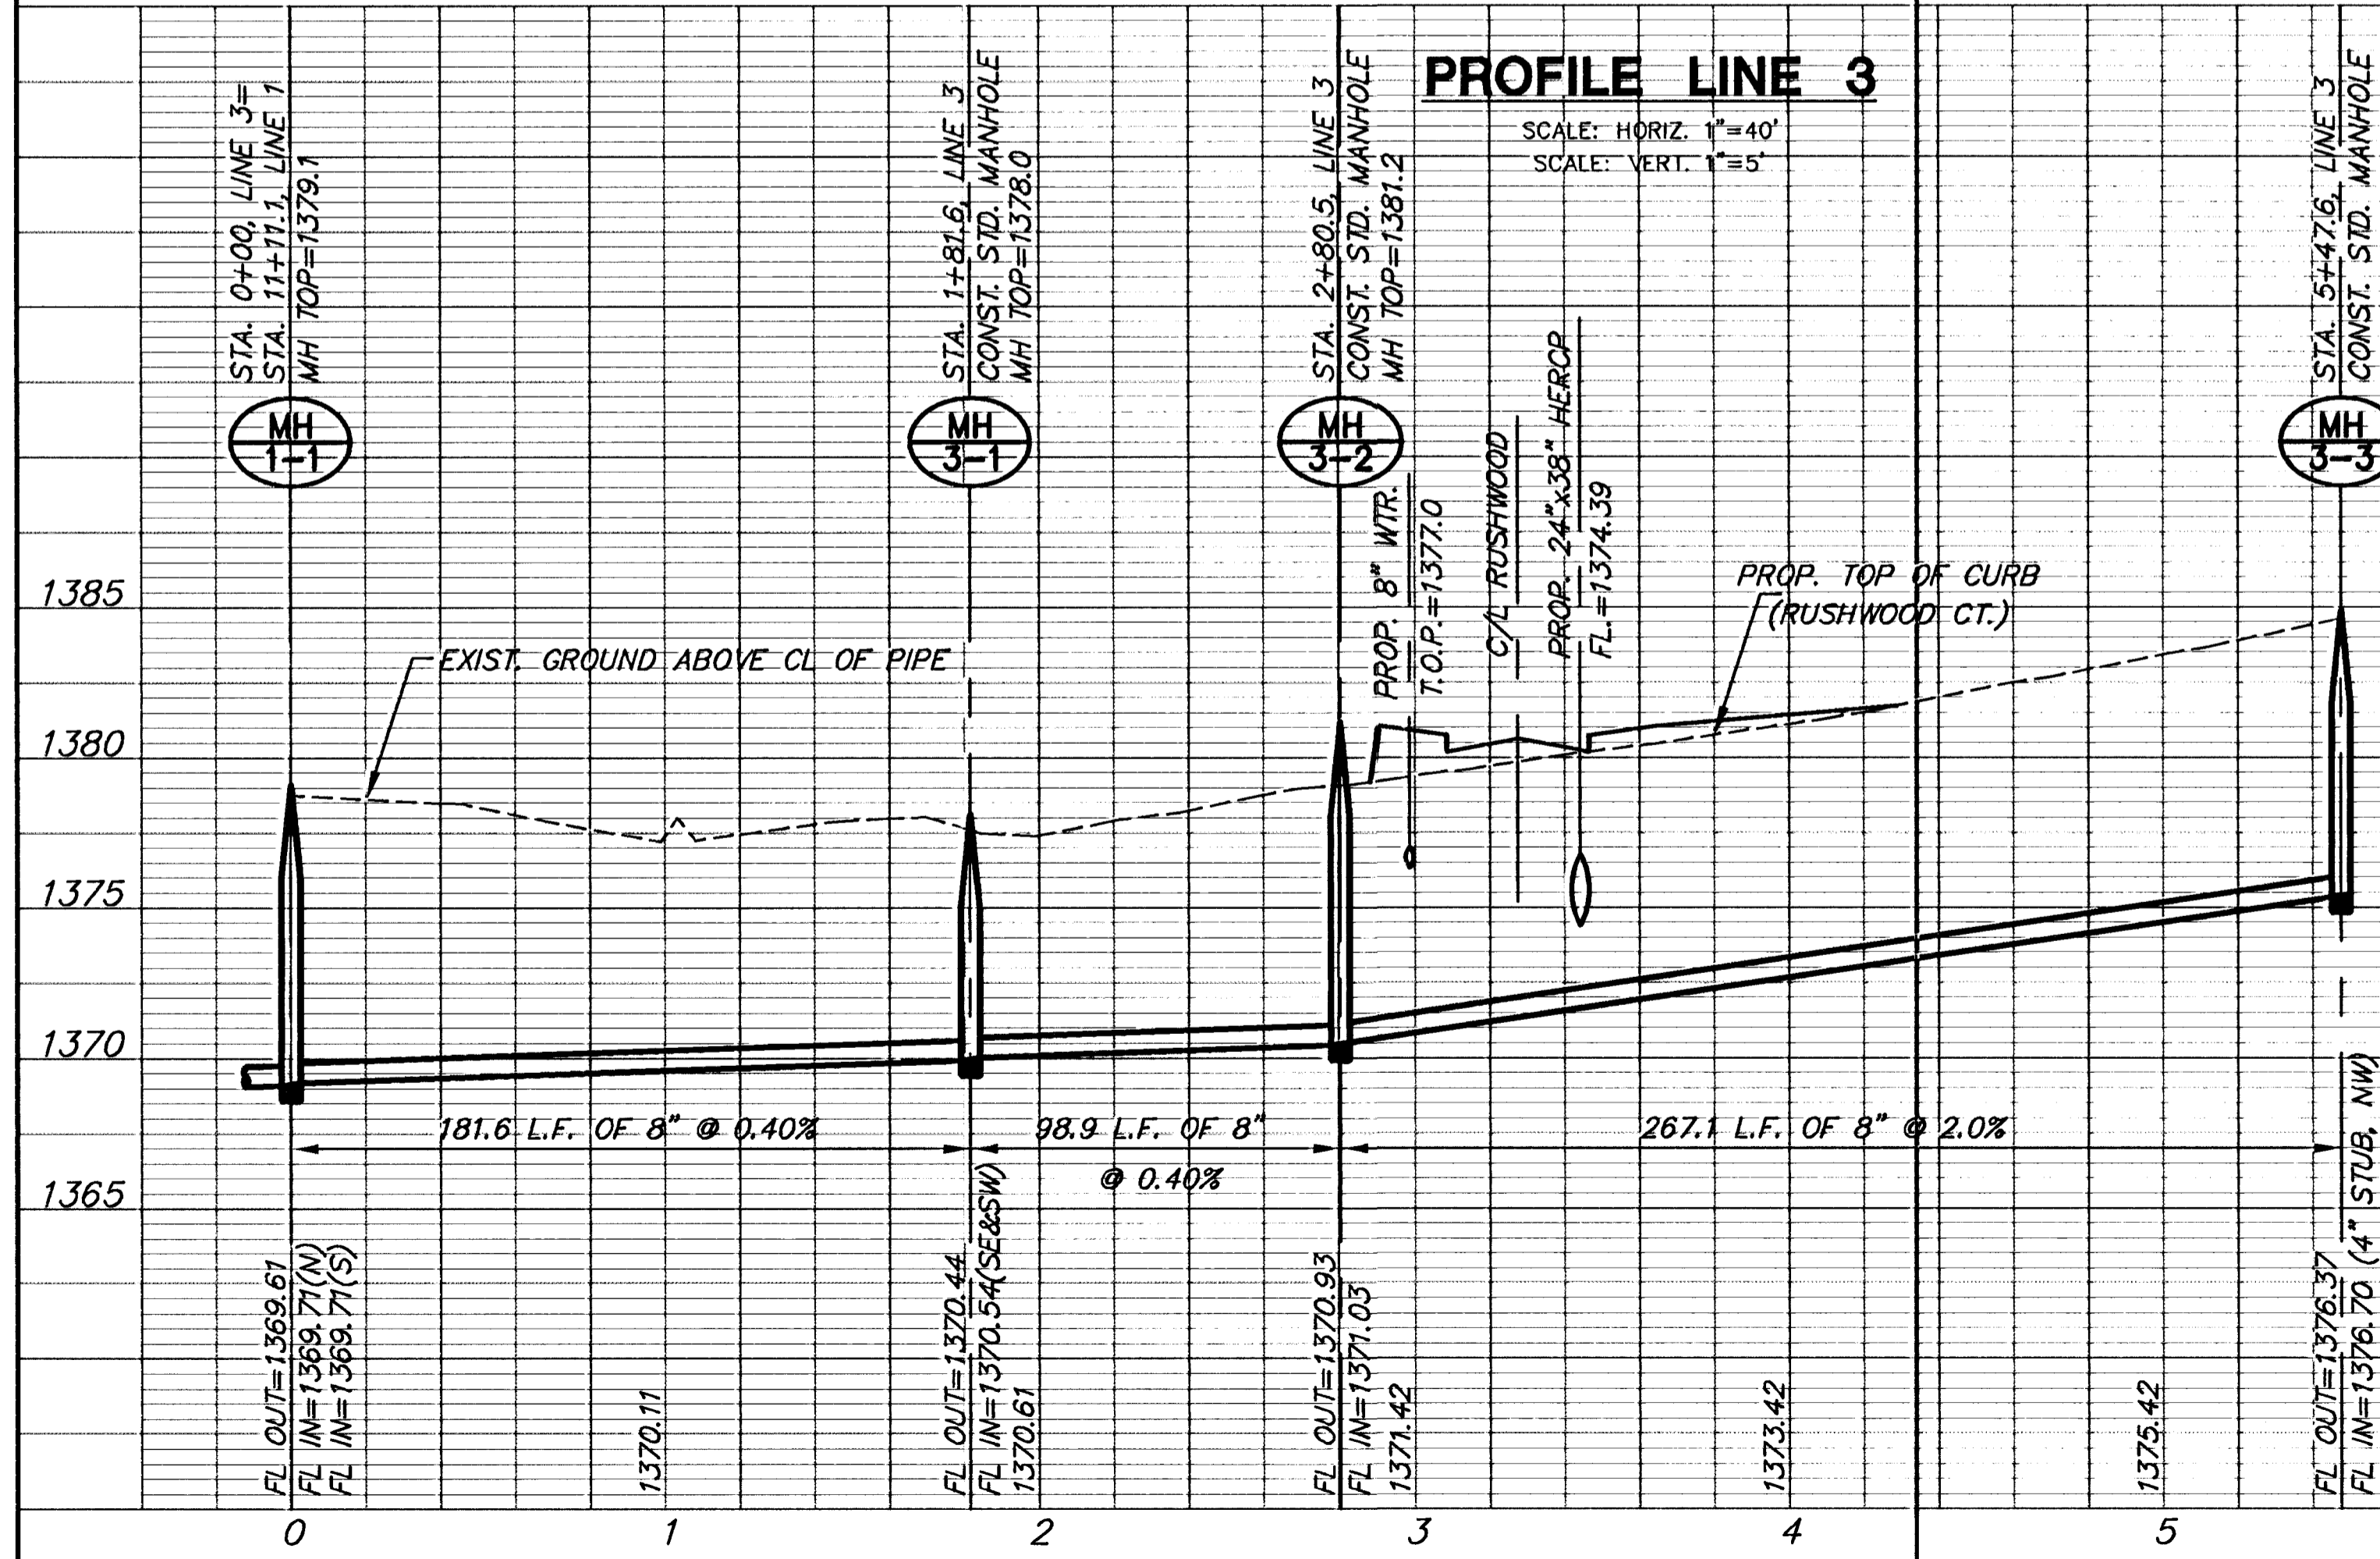 PROFILE LINE 3
SCALE: HORIZ. 1"=40'
SCALE: VERT. 1"=5'
STA. 0+00, LINE 3=
STA. 11+11.1, LINE 1
MH TOP=1379.1
MH
1-1
STA. 1+81.6, LINE 3
CONST. STD. MANHOLE
MH TOP=1378.0
MH
3-1
STA. 2+80.5, LINE 3
CONST. STD. MANHOLE
MH TOP=1381.2
MH
3-2
PROP. 8" WTR.
T.O.P.=1377.0
C/L RUSHWOOD
PROP. 24"x38" HERCP
FL.=1374.39
STA. 5+47.6, LINE 3
CONST. STD. MANHOLE
MH
3-3
PROP. TOP OF CURB
(RUSHWOOD CT.)
EXIST. GROUND ABOVE CL OF PIPE
1385
1380
1375
1370
1365
181.6 L.F. OF 8" @ 0.40%
98.9 L.F. OF 8"
@ 0.40%
267.1 L.F. OF 8" @ 2.0%
FL OUT=1369.61
FL IN=1369.71(N)
FL IN=1369.71(S)
1370.11
FL OUT=1370.44
FL IN=1370.54(SE&SW)
1370.61
FL OUT=1370.93
FL IN=1371.03
1371.42
1373.42
1375.42
FL OUT=1376.37
FL IN=1376.70 (4" STUB, NW)
0 1 2 3 4 5